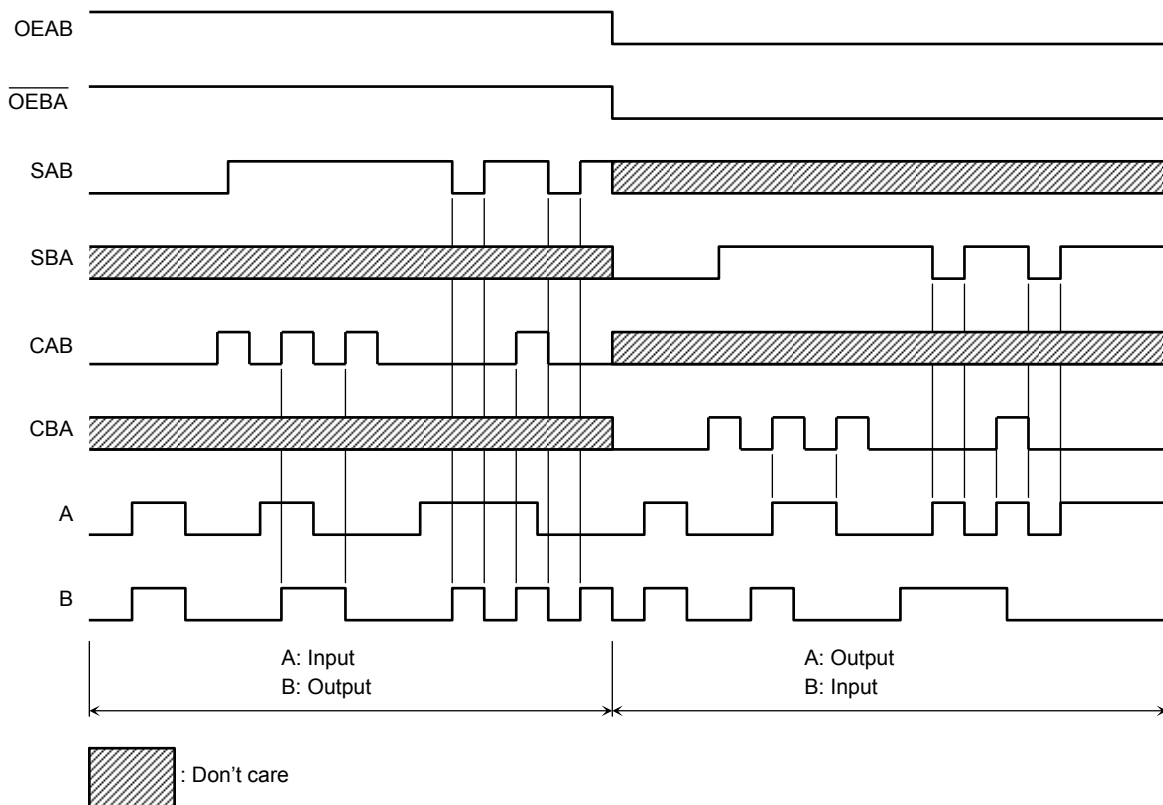 OEAB
OEBA
SAB
SBA
CAB
CBA
A
B
A: Input
B: Output
A: Output
B: Input
: Don’t care